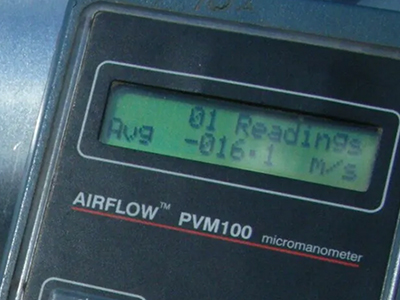 01 Readings
Avg -016.1 m/s
AIRFLOW™ PVM100 micromanometer